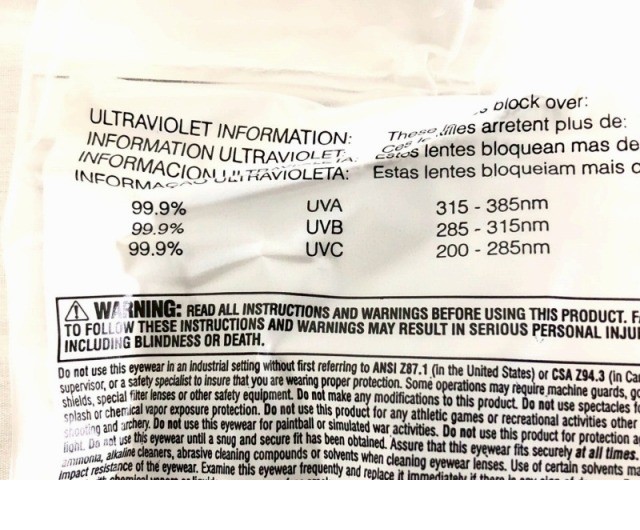 ULTRAVIOLET INFORMATION: block over:
INFORMATION ULTRAVIOLET arretent plus de:
INFORMACION ULTRAVIOLETA: lentes bloquean mas de
Estas lentes bloqueiam mais
99.9% UVA 315 - 385nm
99.9% UVB 285 - 315nm
99.9% UVC 200 - 285nm
WARNING: READ ALL INSTRUCTIONS AND WARNINGS BEFORE USING THIS PRODUCT.
TO FOLLOW THESE INSTRUCTIONS AND WARNINGS MAY RESULT IN SERIOUS PERSONAL
INCLUDING BLINDNESS OR DEATH.
Do not use this eyewear in an industrial setting without first referring to ANSI Z87.1 (in the United States) or CSA Z94.3 (in
supervisor, or a safety specialist to insure that you are wearing proper protection. Some operations may require machine guards,
shields, special filter lenses or other safety equipment. Do not make any modifications to this product. Do not use spectacles
splash or chemical vapor exposure protection. Do not use this product for any athletic games or recreational activities other
shooting and archery. Do not use this eyewear for paintball or simulated war activities. Do not use this product for protection
light. Do not use this eyewear until a snug and secure fit has been obtained. Assure that this eyewear fits securely at all times.
ammonia, alkaline cleaners, abrasive cleaning compounds or solvents when cleaning eyewear lenses. Use of certain solvents
impact resistance of the eyewear. Examine this eyewear frequently and replace it immediately if there